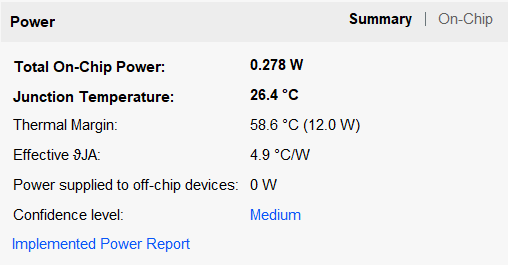 Power Summary | On-Chip
Total On-Chip Power: 0.278 W
Junction Temperature: 26.4 °C
Thermal Margin: 58.6 °C (12.0 W)
Effective ϑJA: 4.9 °C/W
Power supplied to off-chip devices: 0 W
Confidence level: Medium
Implemented Power Report